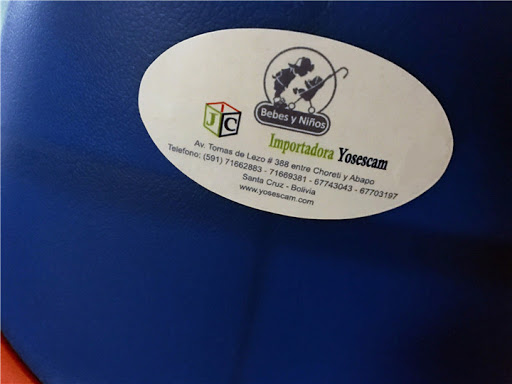 Bebes y Niños
J C
Importadora Yosescam
Av. Tomas de Lezo # 388 entre Choreti y Abapo
Telefono: (591) 71662883 - 71669381 - 67743043 - 67703197
Santa Cruz - Bolivia
www.yosescam.com